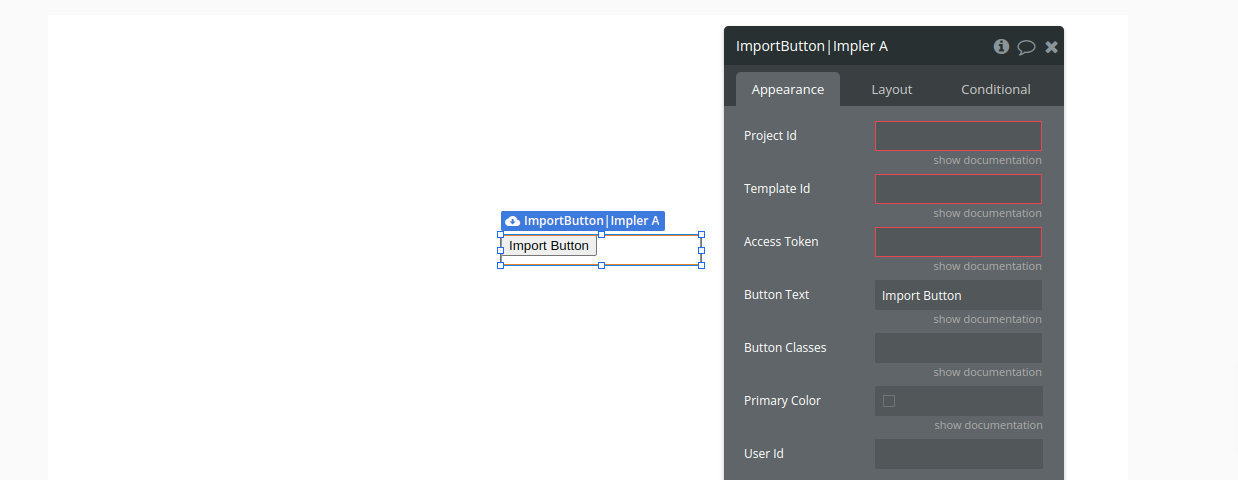 ImportButton|Impler A
Appearance
Layout
Conditional
Project Id
show documentation
Template Id
show documentation
ImportButton|Impler A
Import Button
Access Token
show documentation
Button Text
Import Button
show documentation
Button Classes
show documentation
Primary Color
show documentation
User Id